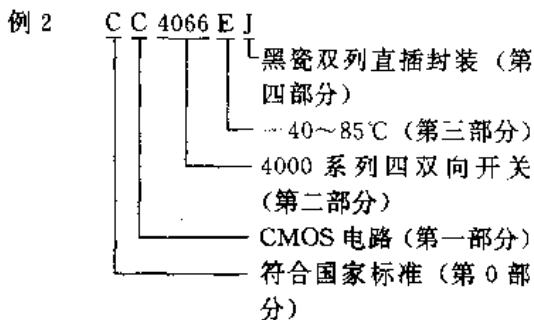 例 2 C C 4066 E J
黑瓷双列直插封装（第
四部分）
－40～85℃（第三部分）
4000 系列四双向开关
（第二部分）
CMOS 电路（第一部分）
符合国家标准（第 0 部
分）